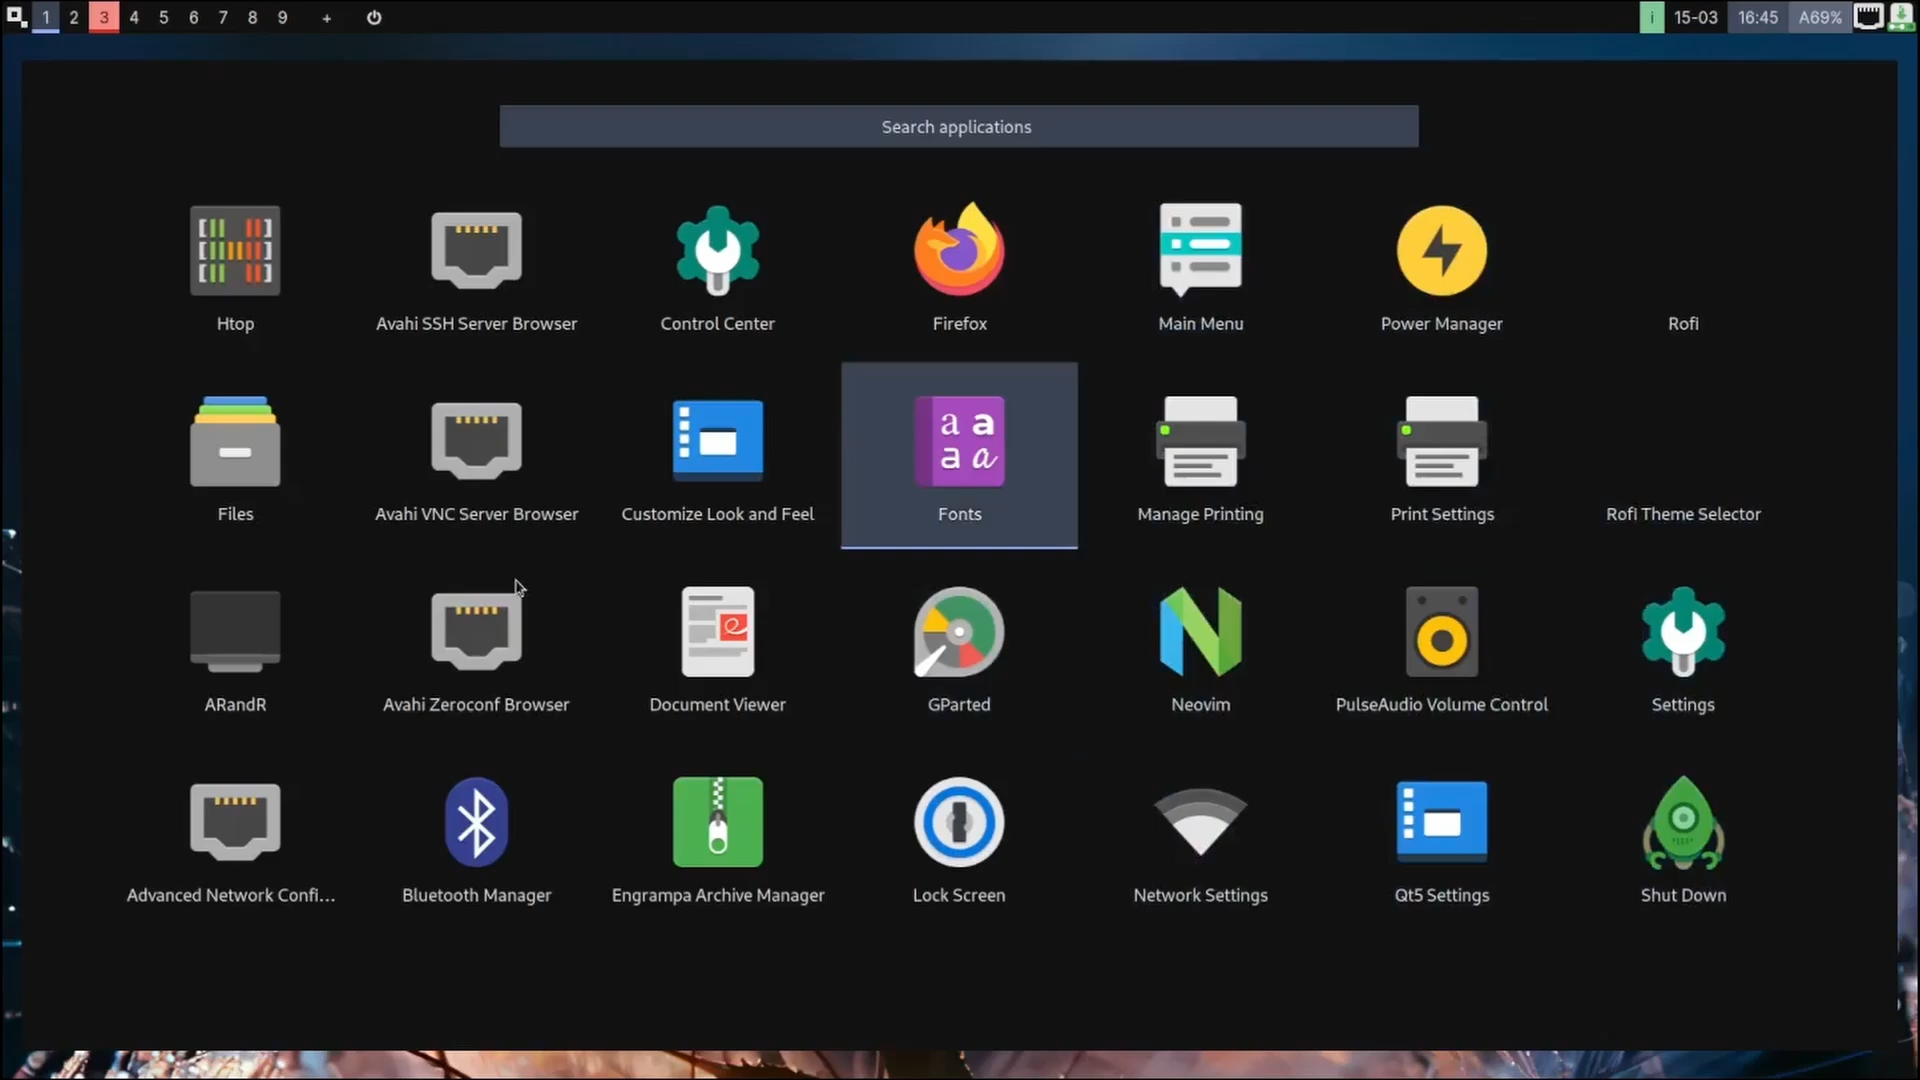 1 2 3 4 5 6 7 8 9 +
i 15-03 16:45 A69%
Search applications
Htop Avahi SSH Server Browser Control Center Firefox Main Menu Power Manager Rofi
a a
a a
Files Avahi VNC Server Browser Customize Look and Feel Fonts Manage Printing Print Settings Rofi Theme Selector
ARandR Avahi Zeroconf Browser Document Viewer GParted Neovim PulseAudio Volume Control Settings
Advanced Network Confi... Bluetooth Manager Engrampa Archive Manager Lock Screen Network Settings Qt5 Settings Shut Down